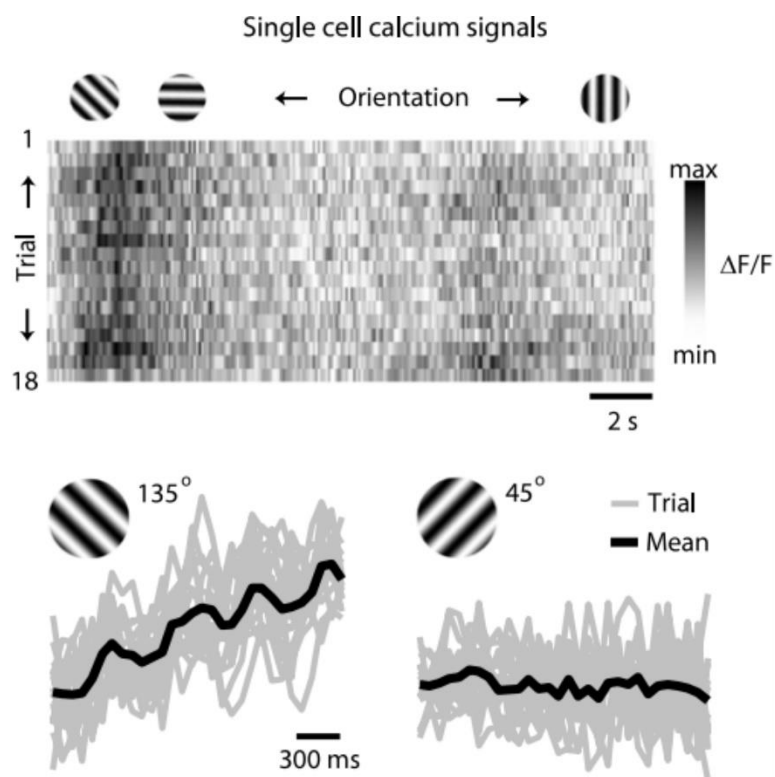 Single cell calcium signals
← Orientation →
1
← Trial →
18
max
ΔF/F
min
2 s
135°
45°
Trial
Mean
300 ms